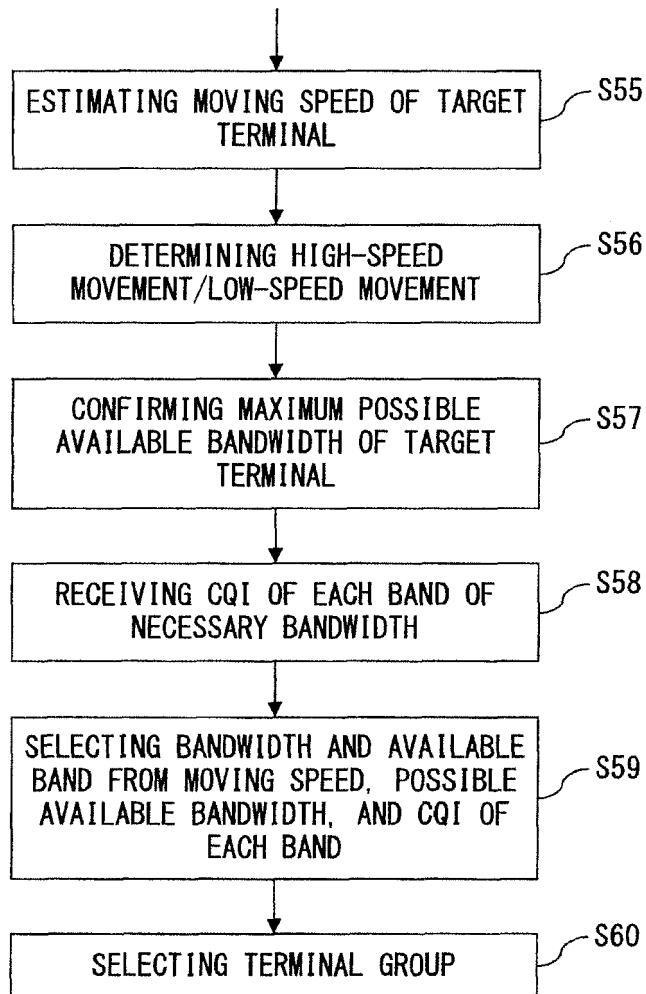 ESTIMATING MOVING SPEED OF TARGET
TERMINAL
S55
DETERMINING HIGH-SPEED
MOVEMENT/LOW-SPEED MOVEMENT
S56
CONFIRMING MAXIMUM POSSIBLE
AVAILABLE BANDWIDTH OF TARGET
TERMINAL
S57
RECEIVING CQI OF EACH BAND OF
NECESSARY BANDWIDTH
S58
SELECTING BANDWIDTH AND AVAILABLE
BAND FROM MOVING SPEED, POSSIBLE
AVAILABLE BANDWIDTH, AND CQI OF
EACH BAND
S59
SELECTING TERMINAL GROUP
S60